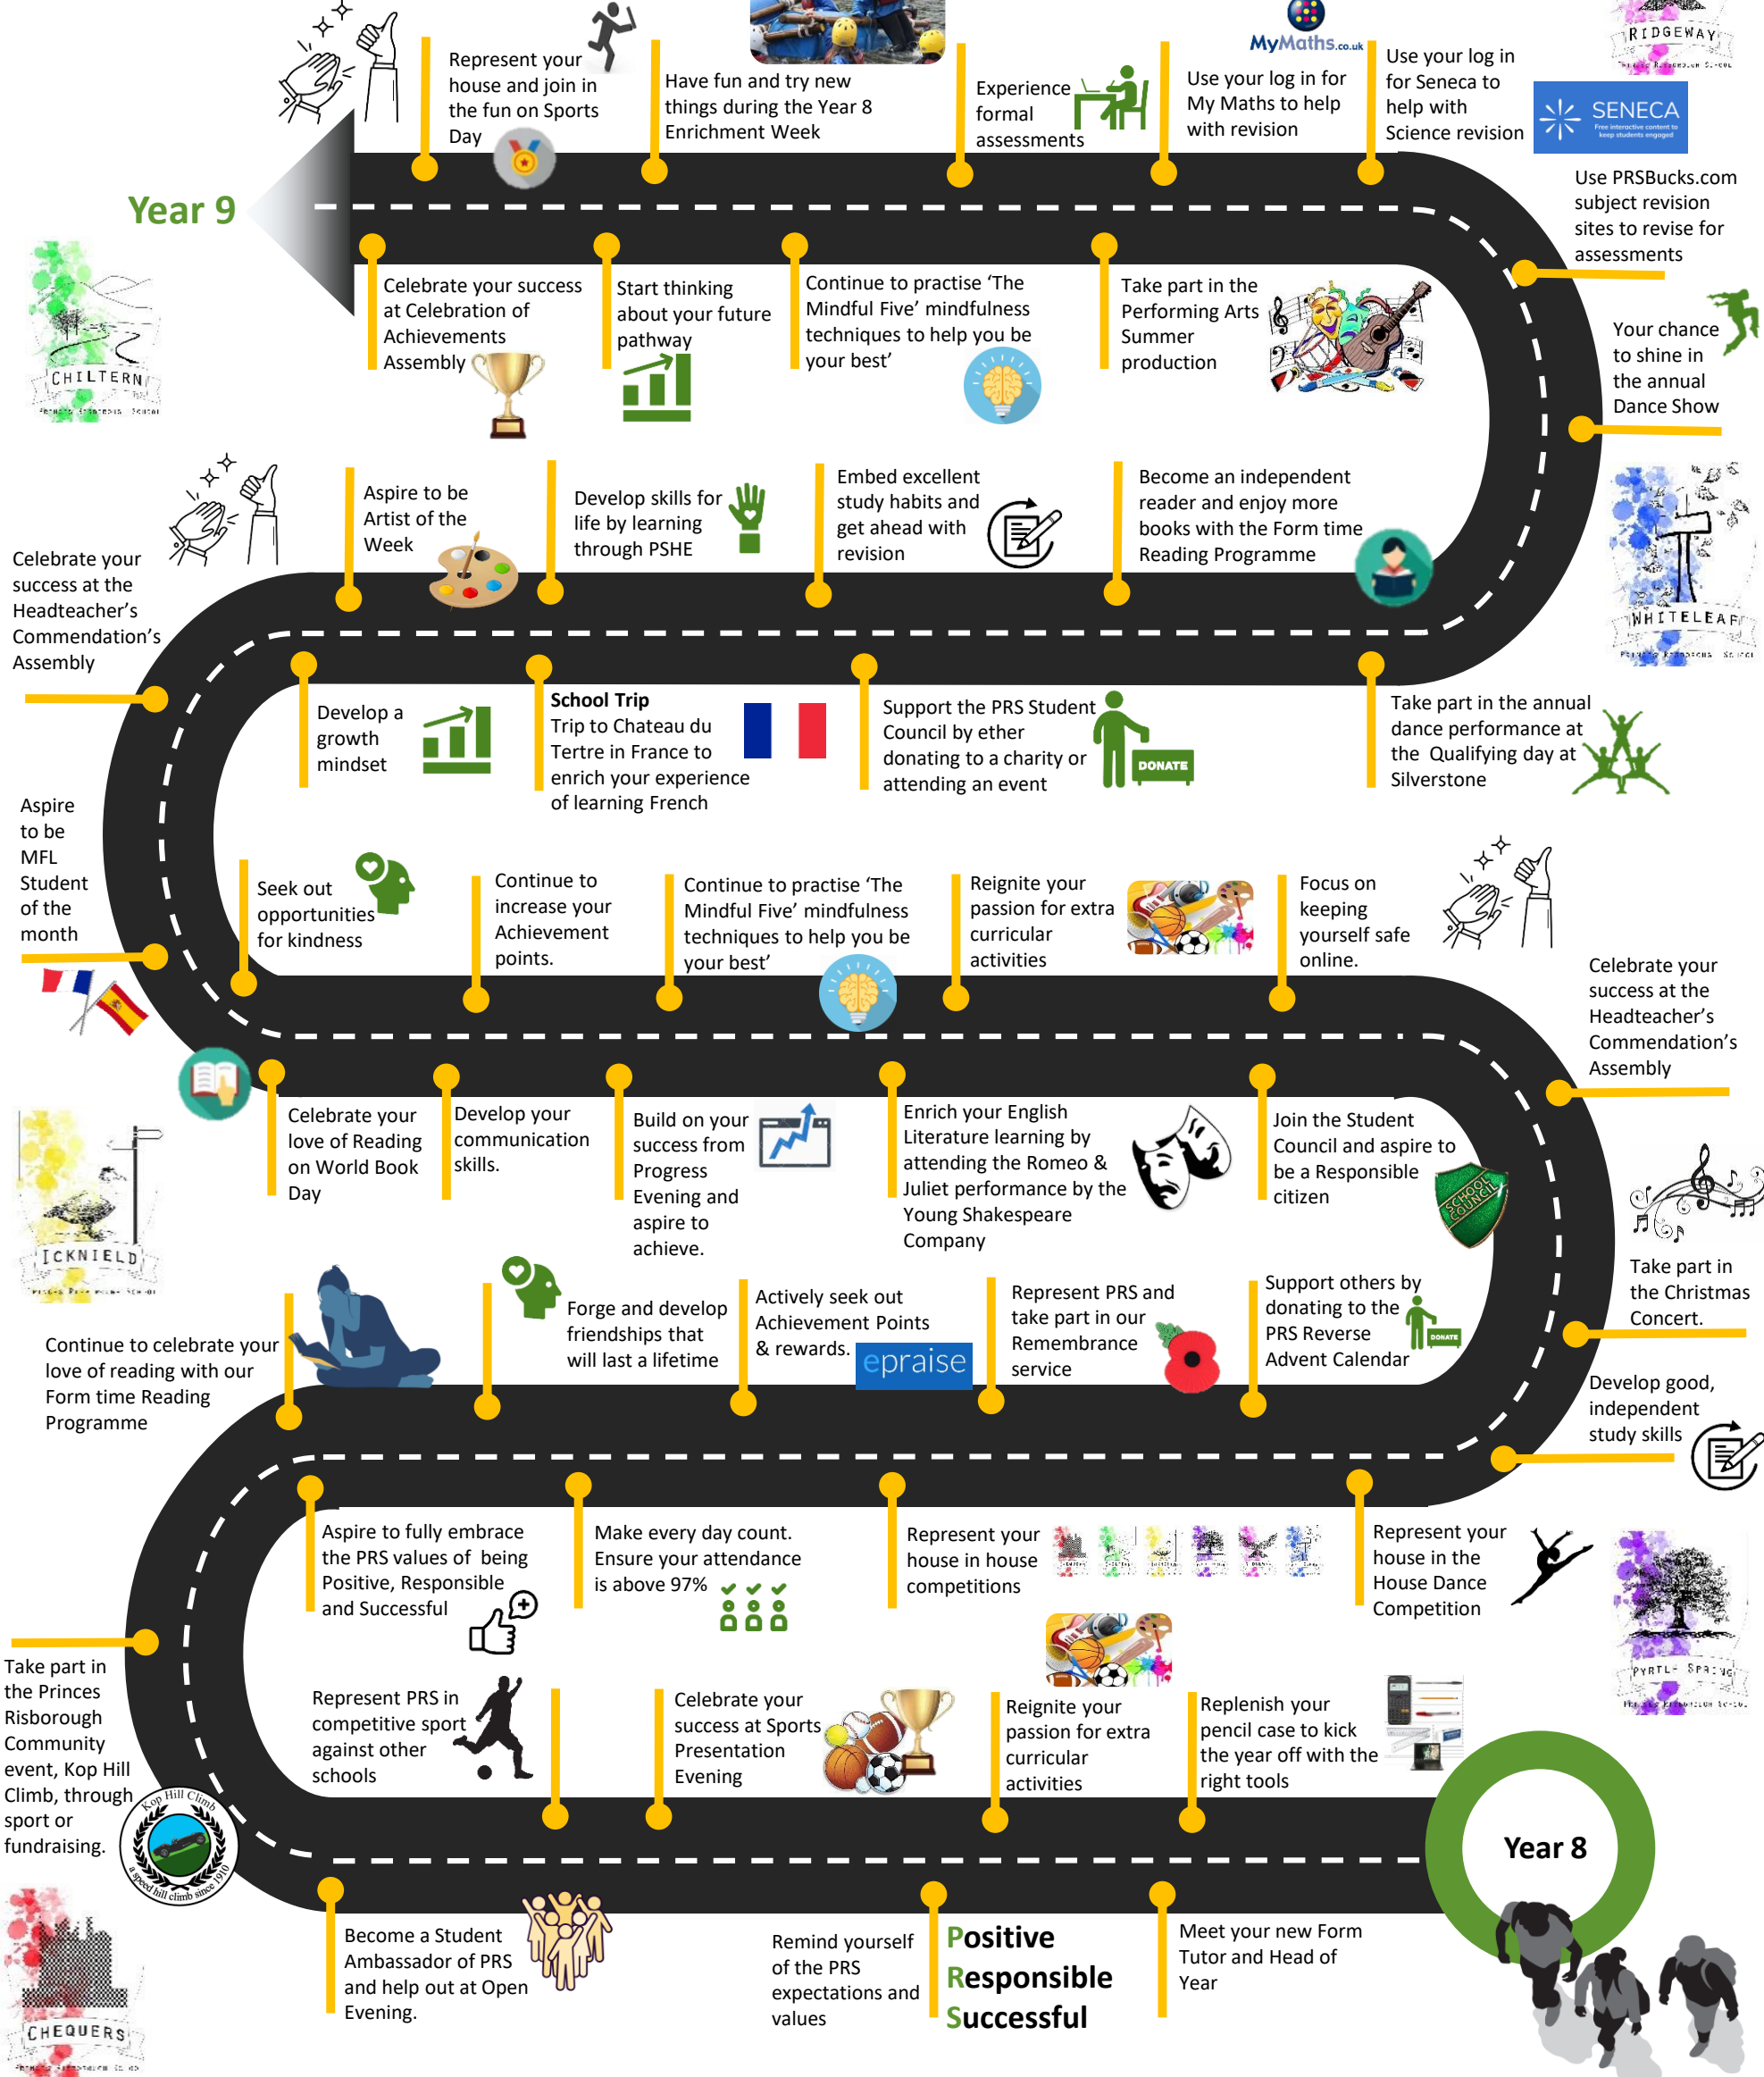 RIDGEWAY
Represent your
house and join in
the fun on Sports
Day
Have fun and try new
things during the Year 8
Enrichment Week
Experience
formal
assessments
MyMaths.co.uk
Use your log in for
My Maths to help
with revision
Use your log in
for Seneca to
help with
Science revision
SENECA
Free interactive content to
keep students engaged
Year 9
Use PRSBucks.com
subject revision
sites to revise for
assessments
CHILTERN
Celebrate your success
at Celebration of
Achievements
Assembly
Start thinking
about your future
pathway
Continue to practise ‘The
Mindful Five’ mindfulness
techniques to help you be
your best’
Take part in the
Performing Arts
Summer
production
Your chance
to shine in
the annual
Dance Show
Celebrate your
success at the
Headteacher’s
Commendation’s
Assembly
Aspire to be
Artist of the
Week
Develop skills for
life by learning
through PSHE
Embed excellent
study habits and
get ahead with
revision
Become an independent
reader and enjoy more
books with the Form time
Reading Programme
WHITELEAF
Develop a
growth
mindset
School Trip
Trip to Chateau du
Tertre in France to
enrich your experience
of learning French
Support the PRS Student
Council by ether
donating to a charity or
attending an event
DONATE
Take part in the annual
dance performance at
the Qualifying day at
Silverstone
Aspire
to be
MFL
Student
of the
month
Seek out
opportunities
for kindness
Continue to
increase your
Achievement
points.
Continue to practise ‘The
Mindful Five’ mindfulness
techniques to help you be
your best’
Reignite your
passion for extra
curricular
activities
Focus on
keeping
yourself safe
online.
Celebrate your
success at the
Headteacher’s
Commendation’s
Assembly
ICKNIELD
Celebrate your
love of Reading
on World Book
Day
Develop your
communication
skills.
Build on your
success from
Progress
Evening and
aspire to
achieve.
Enrich your English
Literature learning by
attending the Romeo &
Juliet performance by the
Young Shakespeare
Company
Join the Student
Council and aspire to
be a Responsible
citizen
SCHOOL
COUNCIL
Take part in
the Christmas
Concert.
Continue to celebrate your
love of reading with our
Form time Reading
Programme
Forge and develop
friendships that
will last a lifetime
Actively seek out
Achievement Points
& rewards.
epraise
Represent PRS and
take part in our
Remembrance
service
Support others by
donating to the
PRS Reverse
Advent Calendar
DONATE
Develop good,
independent
study skills
Aspire to fully embrace
the PRS values of being
Positive, Responsible
and Successful
Make every day count.
Ensure your attendance
is above 97%
Represent your
house in house
competitions
Represent your
house in the
House Dance
Competition
PYRTLE SPRING
Take part in
the Princes
Risborough
Community
event, Kop Hill
Climb, through
sport or
fundraising.
Kop Hill Climb
a speed hill climb since 1910
Represent PRS in
competitive sport
against other
schools
Celebrate your
success at Sports
Presentation
Evening
Reignite your
passion for extra
curricular
activities
Replenish your
pencil case to kick
the year off with the
right tools
Year 8
CHEQUERS
Become a Student
Ambassador of PRS
and help out at Open
Evening.
Remind yourself
of the PRS
expectations and
values
Positive
Responsible
Successful
Meet your new Form
Tutor and Head of
Year